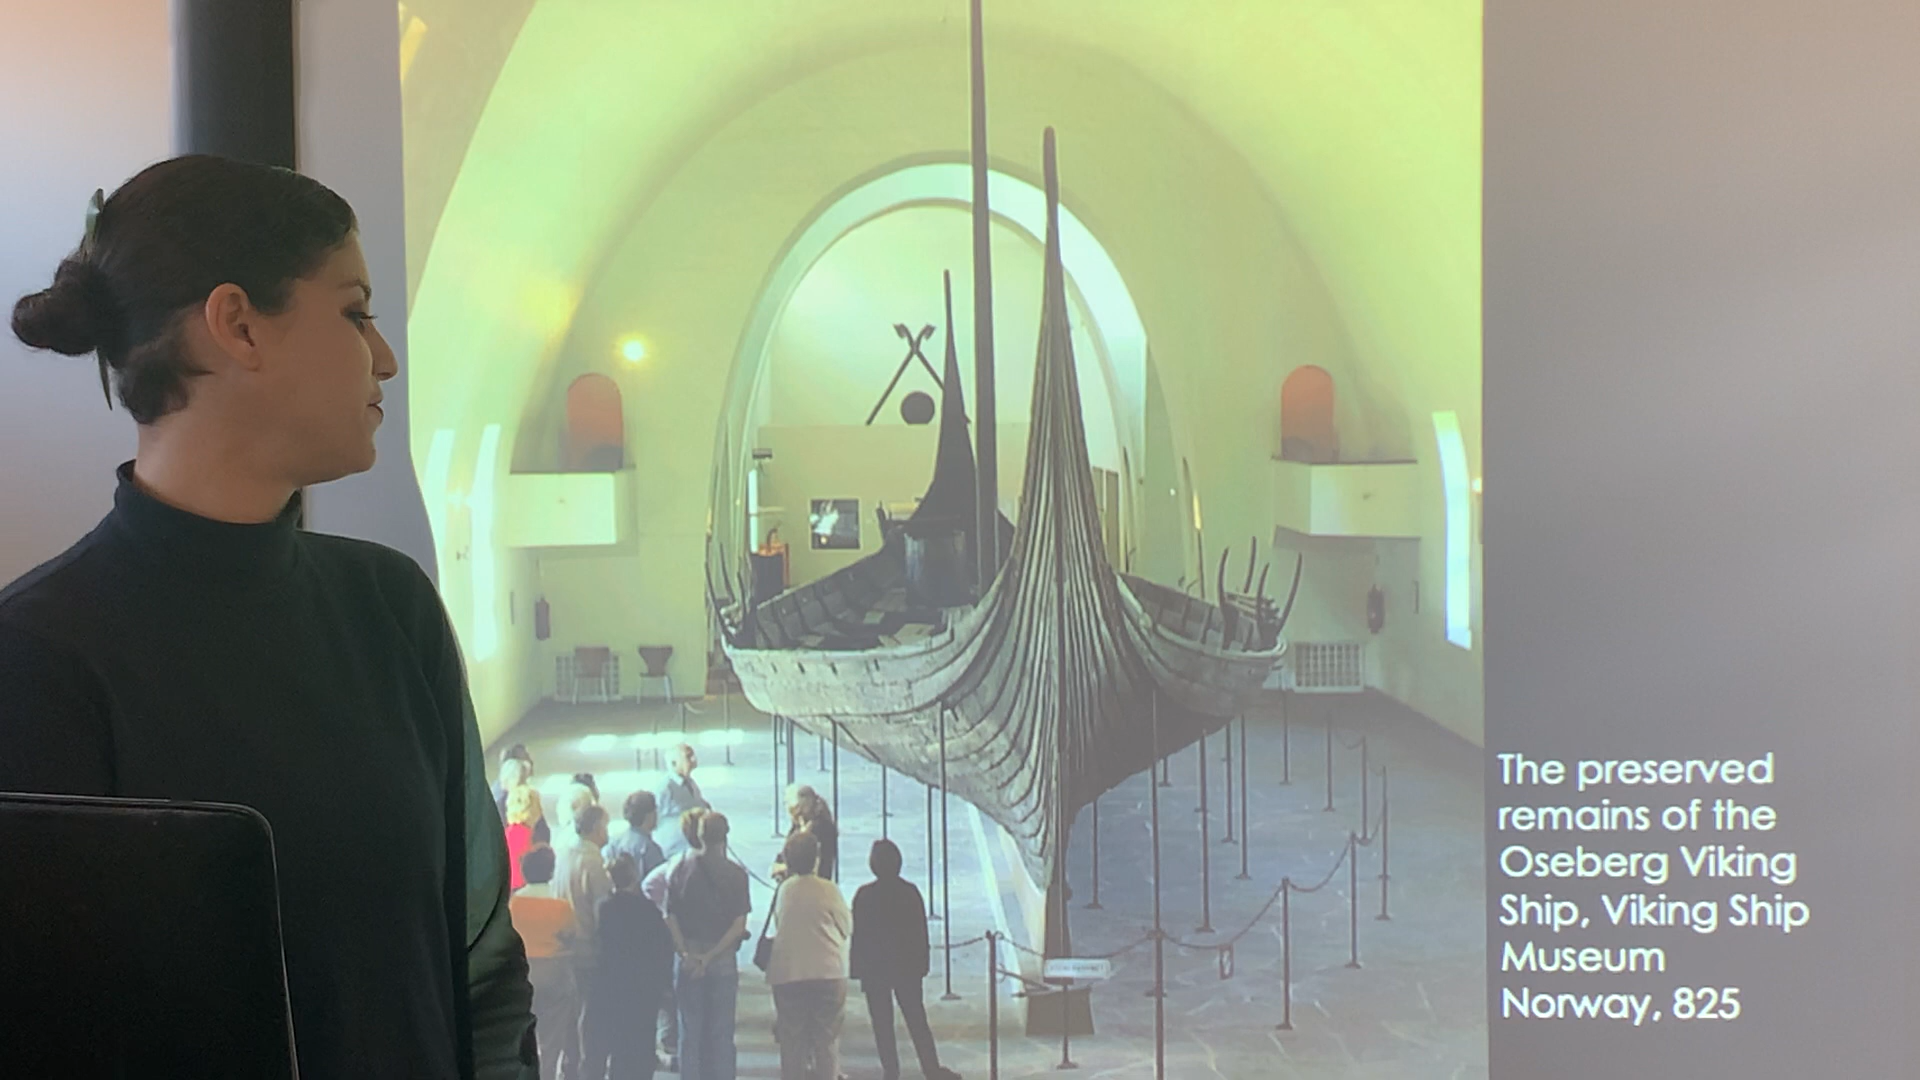 The preserved
remains of the
Oseberg Viking
Ship, Viking Ship
Museum
Norway, 825